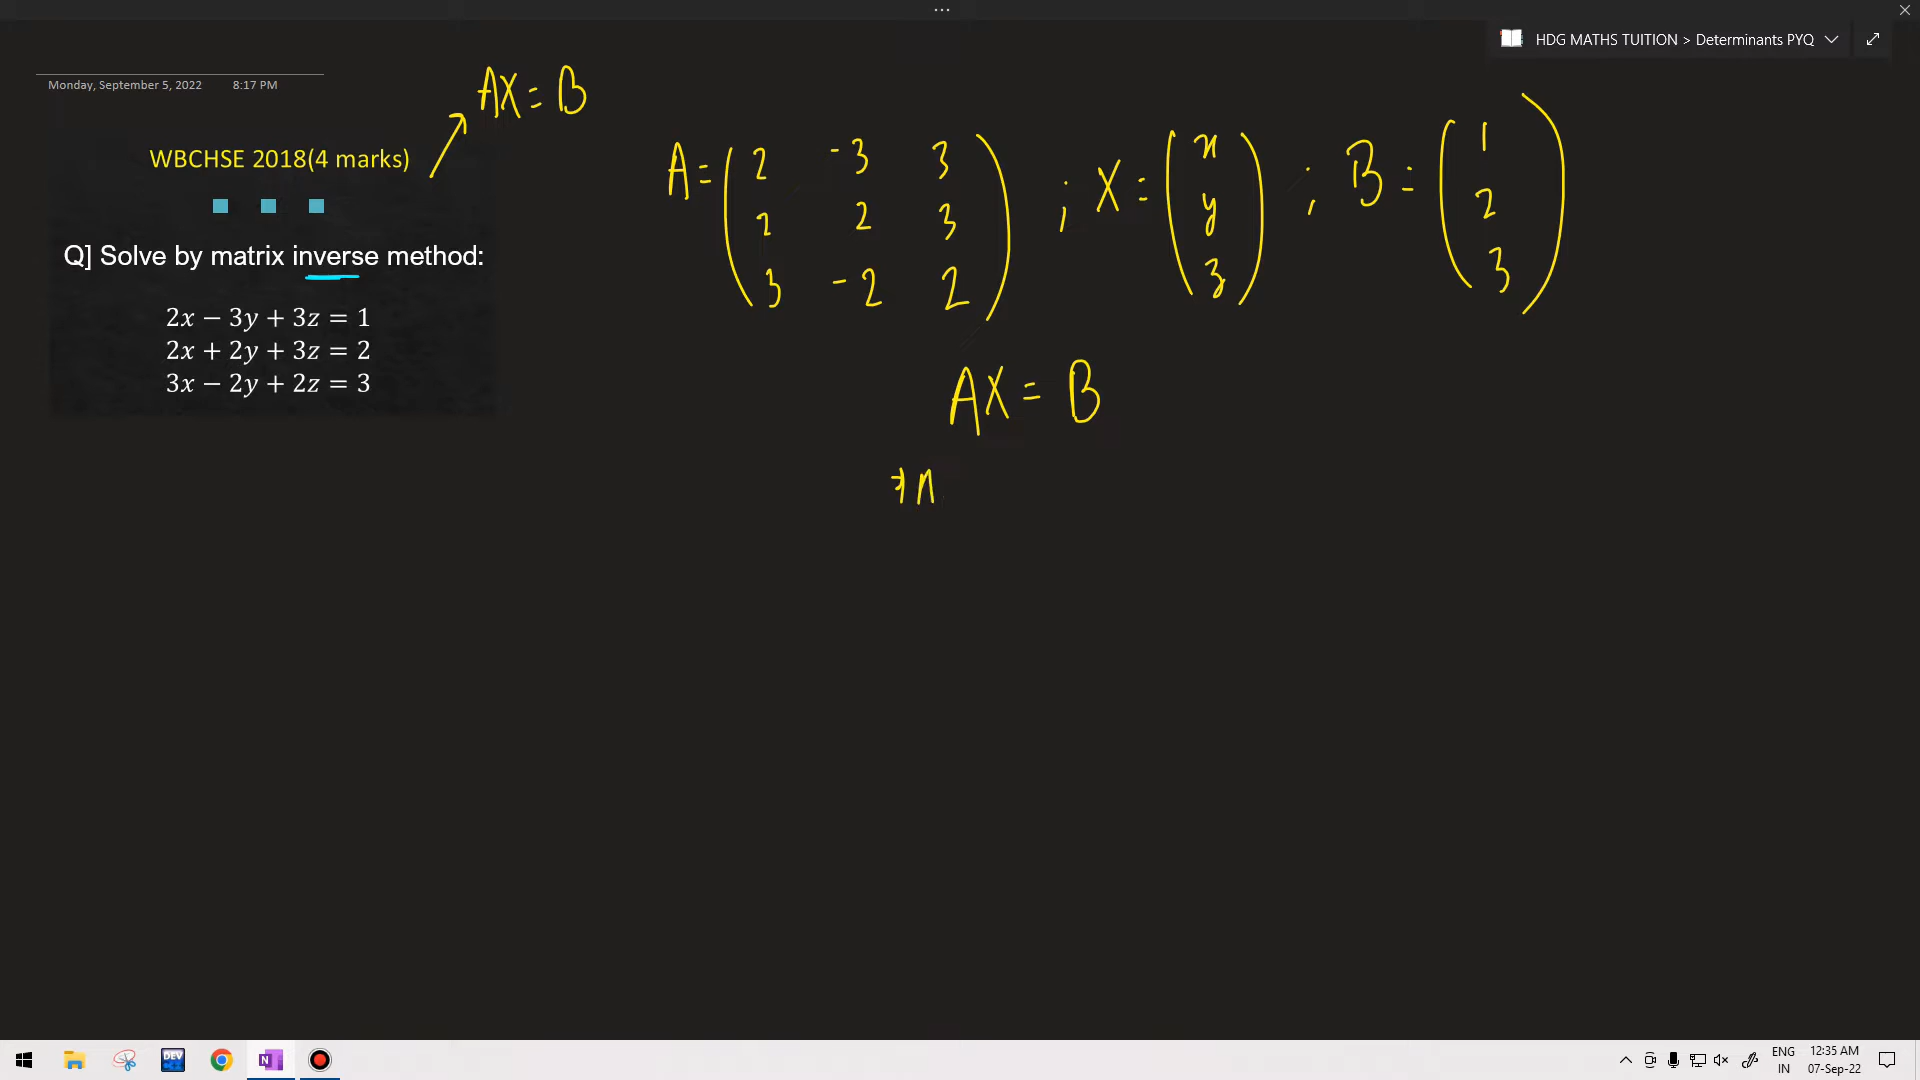 HDG MATHS TUITION > Determinants PYQ
Monday, September 5, 2022 8:17 PM
AX = B
WBCHSE 2018(4 marks)
A = ( 2 -3 3
2 2 3
3 -2 2 ) ; X = ( x
y
z ) ; B = ( 1
2
3 )
Q] Solve by matrix inverse method:
2x − 3y + 3z = 1
2x + 2y + 3z = 2
3x − 2y + 2z = 3
AX = B
ENG
IN
12:35 AM
07-Sep-22